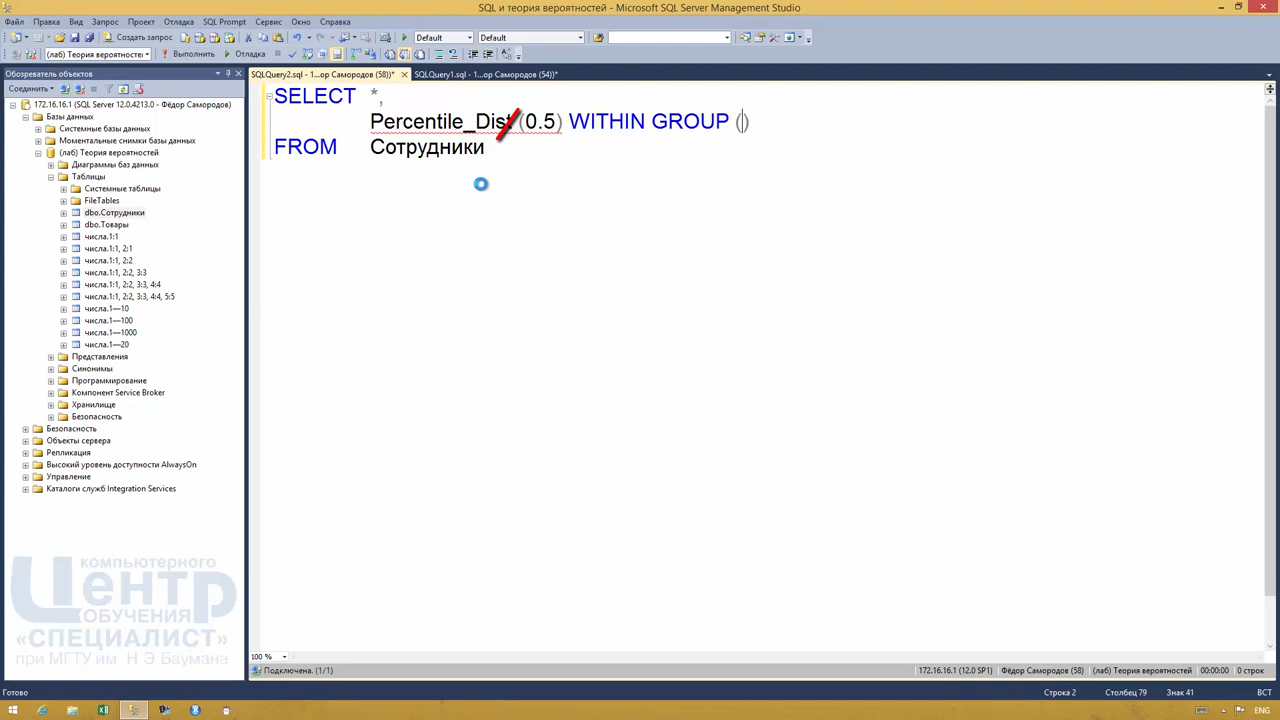 SQL и теория вероятностей - Microsoft SQL Server Management Studio
Файл Правка Вид Запрос Проект Отладка SQL Prompt Сервис Окно Справка
Создать запрос Default Default
(лаб) Теория вероятносте Выполнить Отладка
Обозреватель объектов
Соединить
172.16.16.1 (SQL Server 12.0.4213.0 - Фёдор Самородов)
Базы данных
Системные базы данных
Моментальные снимки базы данных
(лаб) Теория вероятностей
Диаграммы баз данных
Таблицы
Системные таблицы
FileTables
dbo.Сотрудники
dbo.Товары
числа.1:1
числа.1:1, 2:1
числа.1:1, 2:2
числа.1:1, 2:2, 3:3
числа.1:1, 2:2, 3:3, 4:4
числа.1:1, 2:2, 3:3, 4:4, 5:5
числа.1—10
числа.1—100
числа.1—1000
числа.1—20
Представления
Синонимы
Программирование
Компонент Service Broker
Хранилище
Безопасность
Безопасность
Объекты сервера
Репликация
Высокий уровень доступности AlwaysOn
Управление
Каталоги служб Integration Services
компьютерного
Центр
ОБУЧЕНИЯ
«СПЕЦИАЛИСТ»
при МГТУ им Н Э Баумана
SQLQuery2.sql - 1...ор Самородов (58))* SQLQuery1.sql - 1...ор Самородов (54))*
SELECT *,
Percentile_Dist (0.5) WITHIN GROUP ()
FROM Сотрудники
100 %
Подключена. (1/1) 172.16.16.1 (12.0 SP1) Фёдор Самородов (58) (лаб) Теория вероятностей 00:00:00 0 строк
Готово Строка 2 Столбец 79 Знак 41 ВСТ
ENG